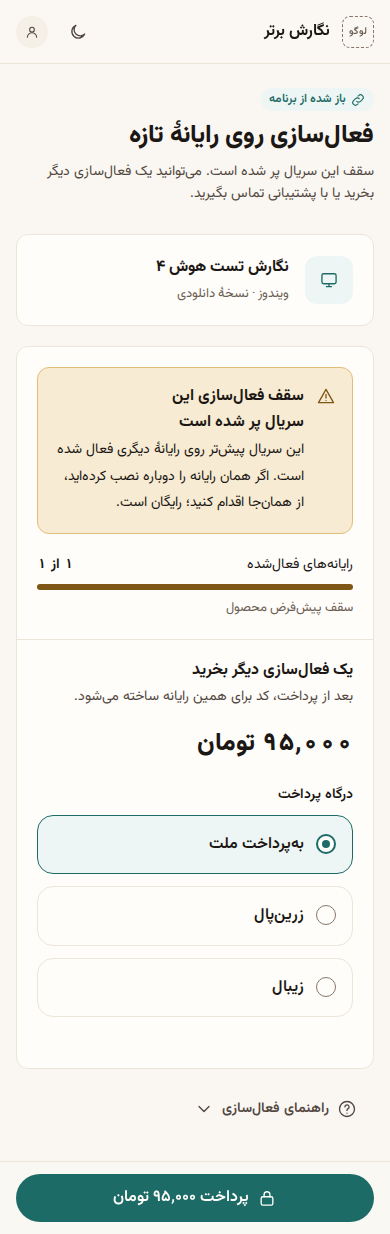 لوگو
نگارش برتر
باز شده از برنامه
فعال‌سازی روی رایانهٔ تازه
سقف این سریال پر شده است. می‌توانید یک فعال‌سازی دیگر
بخرید یا با پشتیبانی تماس بگیرید.
نگارش تست هوش ۴
ویندوز · نسخهٔ دانلودی
سقف فعال‌سازی این
سریال پر شده است
این سریال پیش‌تر روی رایانهٔ دیگری فعال شده
است. اگر همان رایانه را دوباره نصب کرده‌اید،
از همان‌جا اقدام کنید؛ رایگان است.
رایانه‌های فعال‌شده
۱ از ۱
سقف پیش‌فرض محصول
یک فعال‌سازی دیگر بخرید
بعد از پرداخت، کد برای همین رایانه ساخته می‌شود.
۹۵,۰۰۰ تومان
درگاه پرداخت
به‌پرداخت ملت
زرین‌پال
زیبال
راهنمای فعال‌سازی
پرداخت ۹۵,۰۰۰ تومان